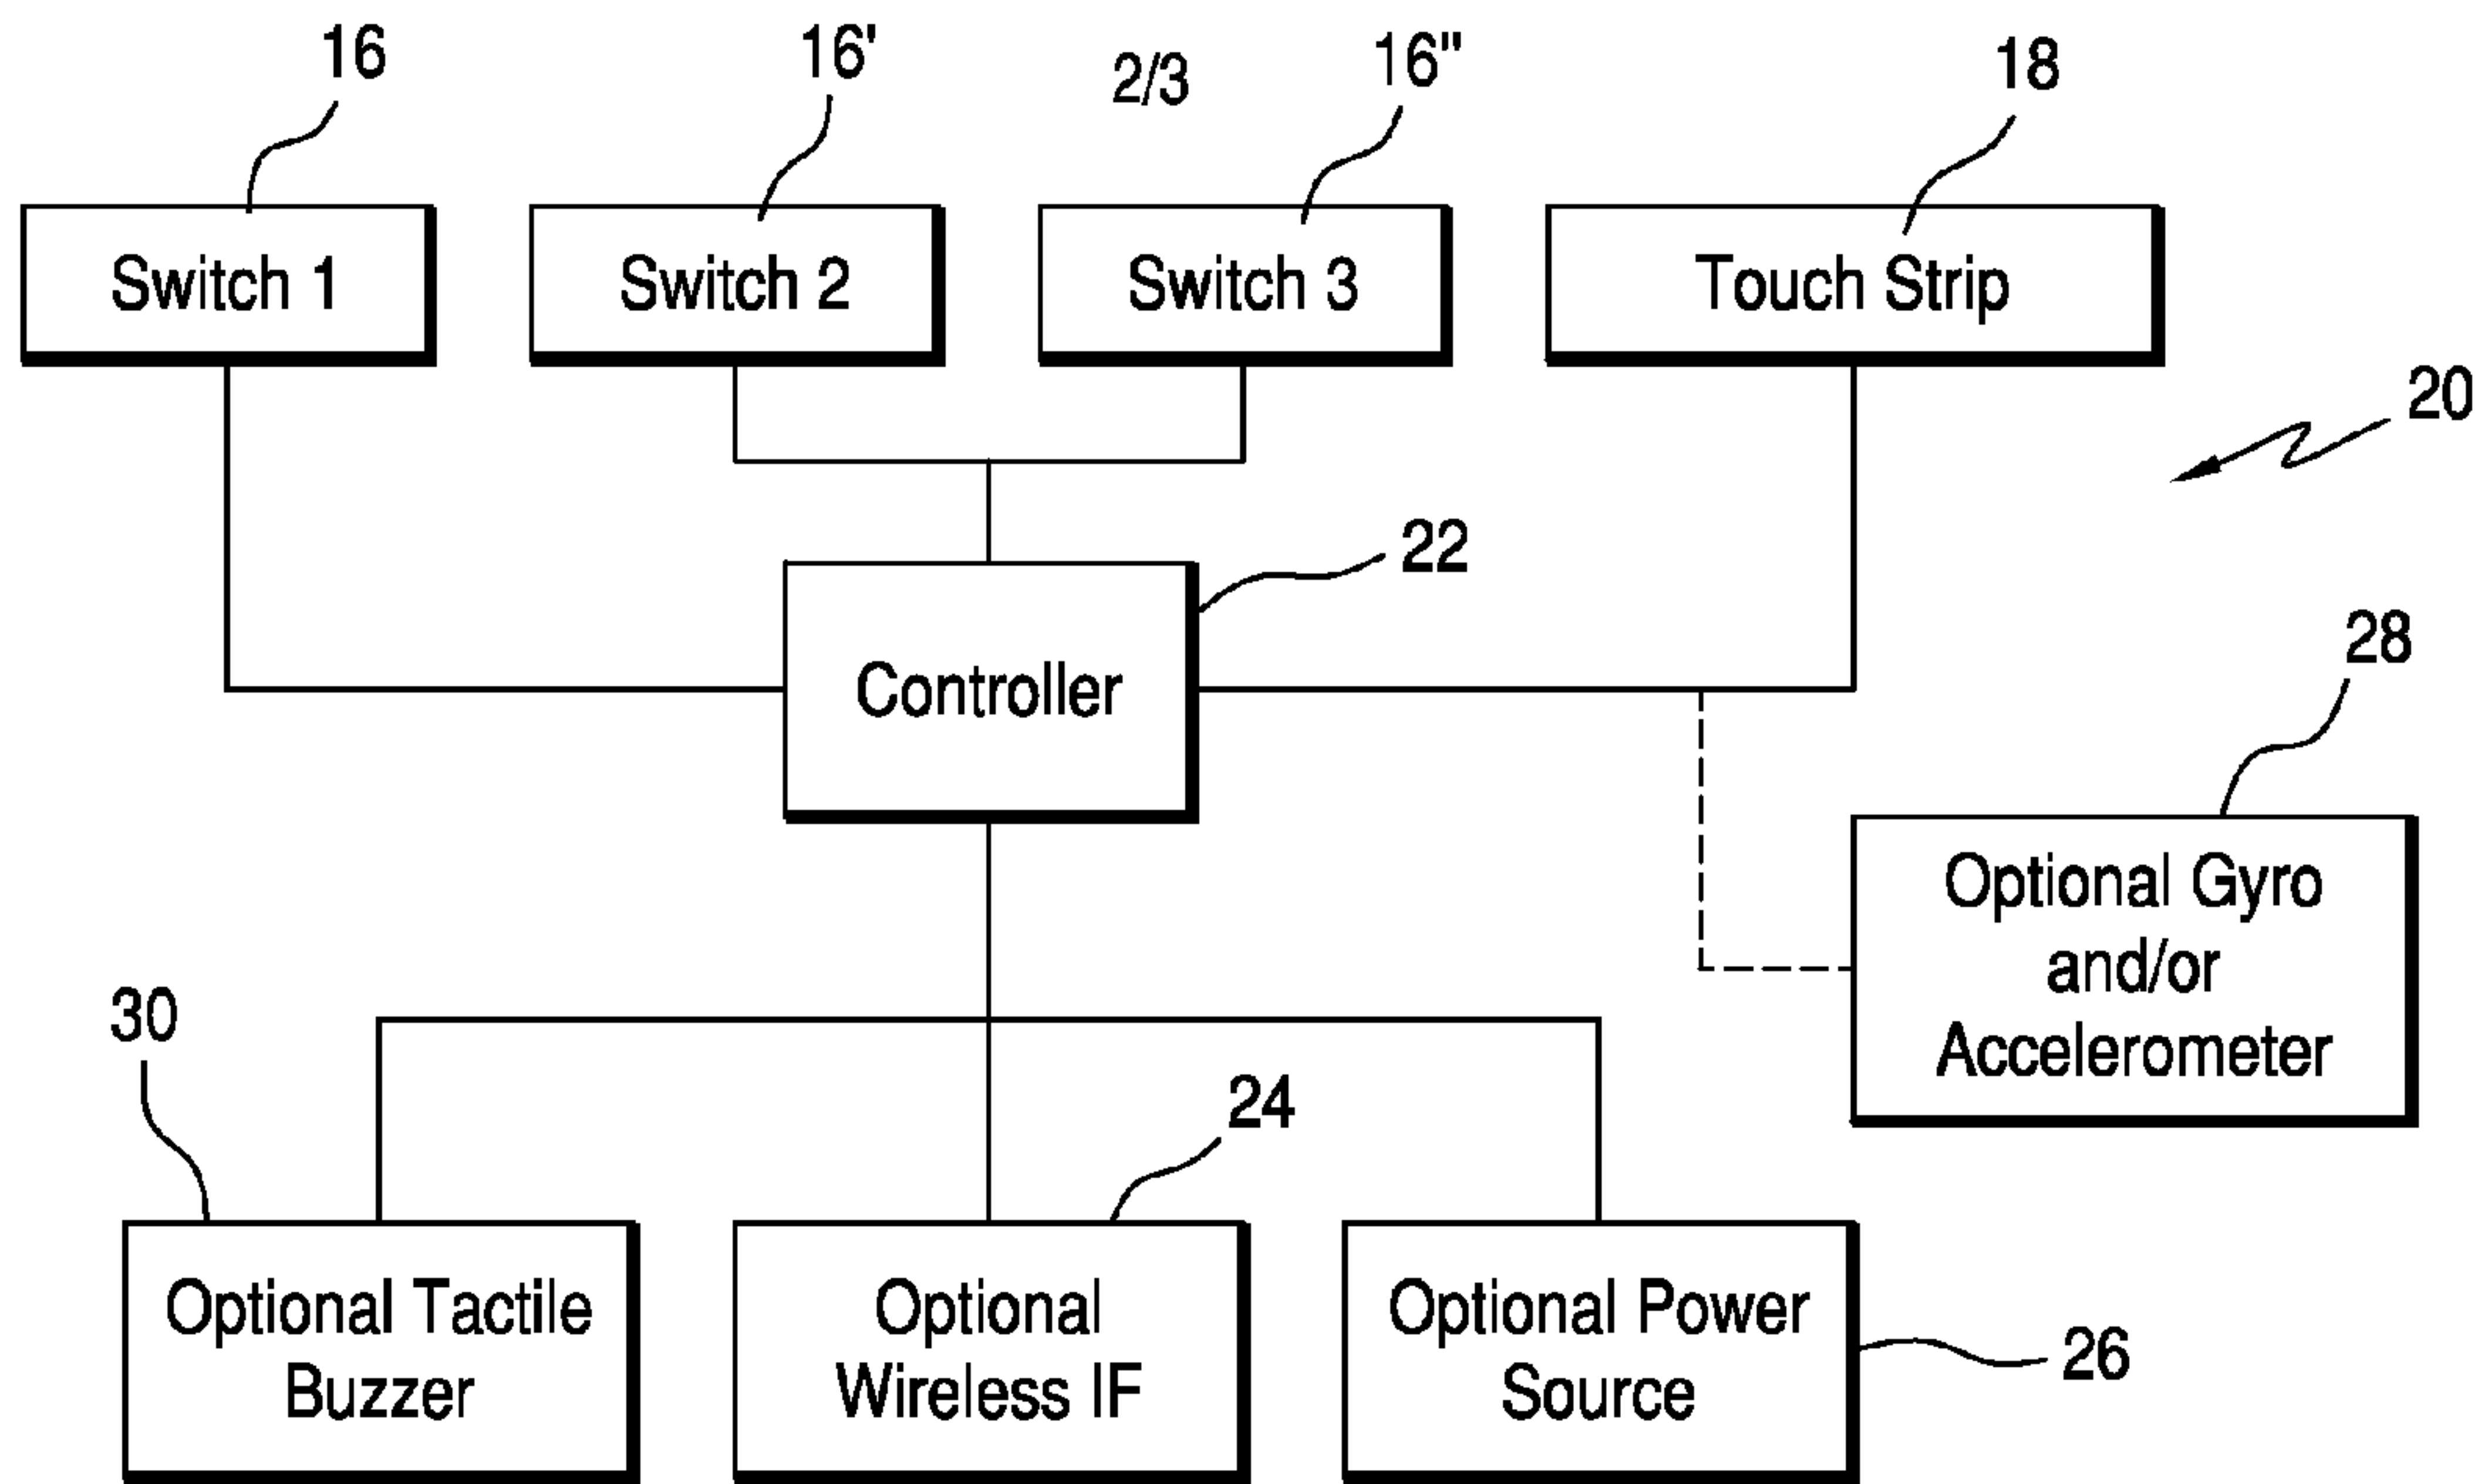 16
16'
2/3
16"
18
Switch 1
Switch 2
Switch 3
Touch Strip
20
22
Controller
28
Optional Gyro
and/or
Accelerometer
30
24
Optional Tactile
Buzzer
Optional
Wireless IF
Optional Power
Source
26